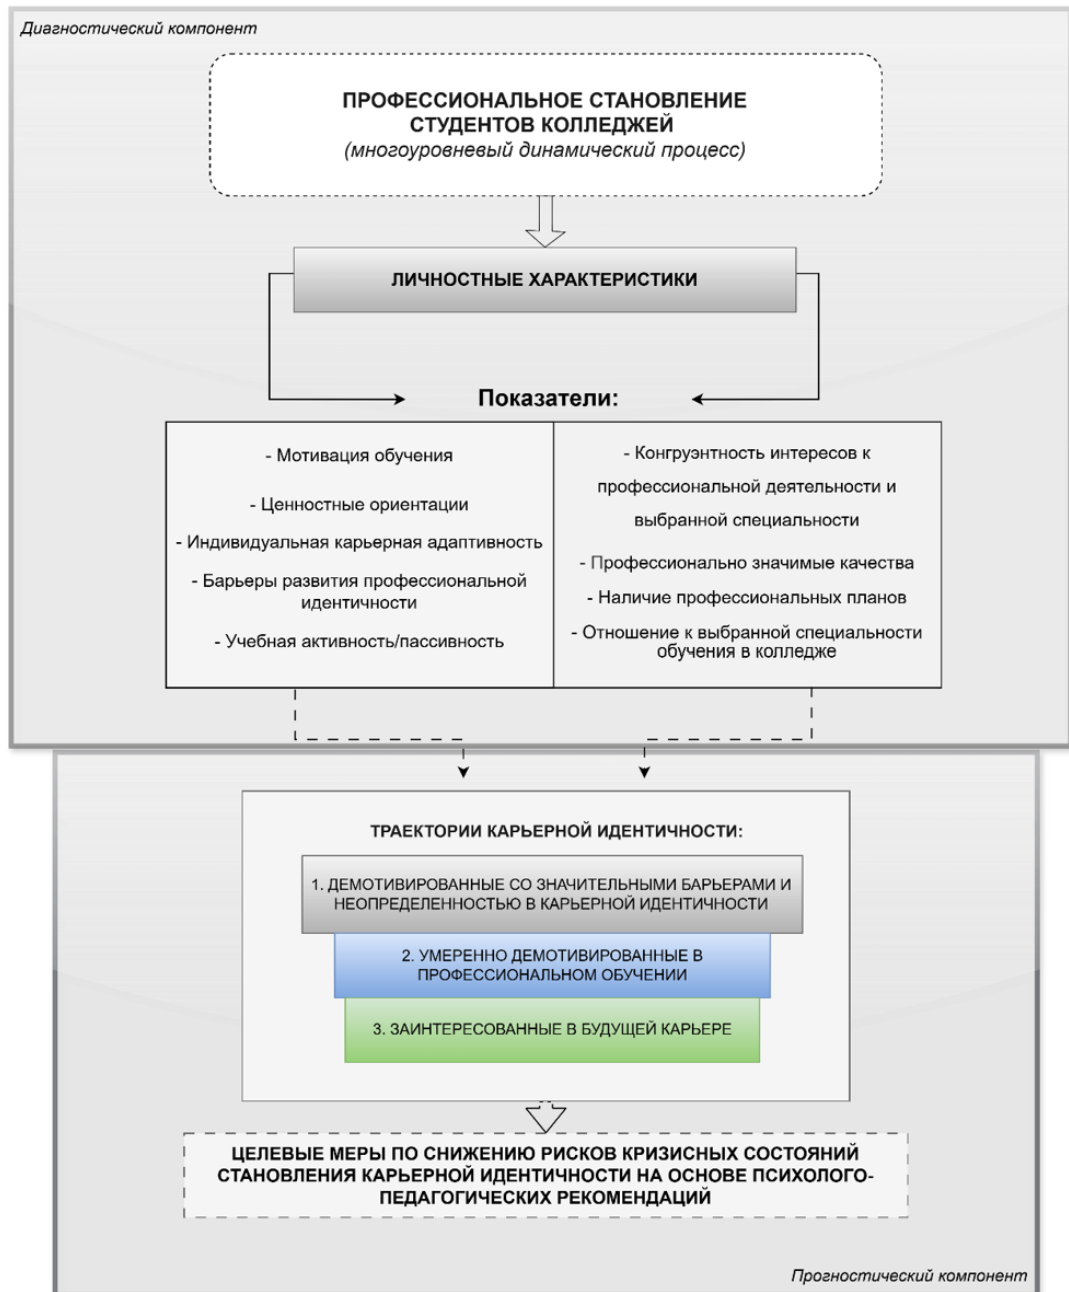 Диагностический компонент
ПРОФЕССИОНАЛЬНОЕ СТАНОВЛЕНИЕ
СТУДЕНТОВ КОЛЛЕДЖЕЙ
(многоуровневый динамический процесс)
ЛИЧНОСТНЫЕ ХАРАКТЕРИСТИКИ
Показатели:
- Мотивация обучения
- Ценностные ориентации
- Индивидуальная карьерная адаптивность
- Барьеры развития профессиональной
идентичности
- Учебная активность/пассивность
- Конгруэнтность интересов к
профессиональной деятельности и
выбранной специальности
- Профессионально значимые качества
- Наличие профессиональных планов
- Отношение к выбранной специальности
обучения в колледже
ТРАЕКТОРИИ КАРЬЕРНОЙ ИДЕНТИЧНОСТИ:
1. ДЕМОТИВИРОВАННЫЕ СО ЗНАЧИТЕЛЬНЫМИ БАРЬЕРАМИ И
НЕОПРЕДЕЛЕННОСТЬЮ В КАРЬЕРНОЙ ИДЕНТИЧНОСТИ
2. УМЕРЕННО ДЕМОТИВИРОВАННЫЕ В
ПРОФЕССИОНАЛЬНОМ ОБУЧЕНИИ
3. ЗАИНТЕРЕСОВАННЫЕ В БУДУЩЕЙ КАРЬЕРЕ
ЦЕЛЕВЫЕ МЕРЫ ПО СНИЖЕНИЮ РИСКОВ КРИЗИСНЫХ СОСТОЯНИЙ
СТАНОВЛЕНИЯ КАРЬЕРНОЙ ИДЕНТИЧНОСТИ НА ОСНОВЕ ПСИХОЛОГО-
ПЕДАГОГИЧЕСКИХ РЕКОМЕНДАЦИЙ
Прогностический компонент